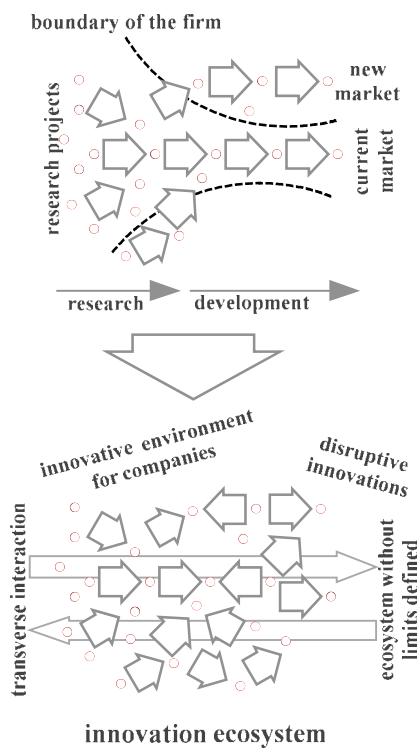 boundary of the firm
new
market
research projects
current
market
research
development
innovative environment
for companies
disruptive
innovations
transverse interaction
ecosystem without
limits defined
innovation ecosystem